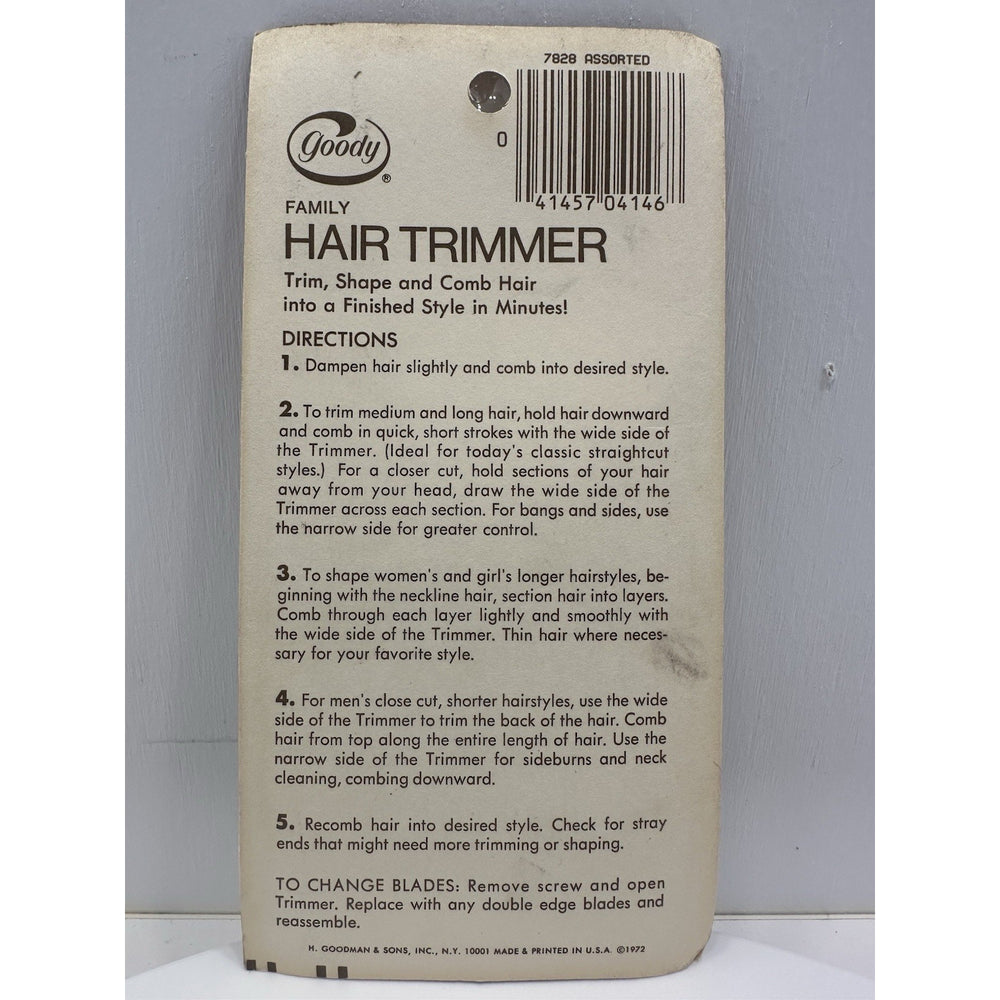 7828 ASSORTED
goody®
0
41457 04146
FAMILY
HAIR TRIMMER
Trim, Shape and Comb Hair
into a Finished Style in Minutes!
DIRECTIONS
1. Dampen hair slightly and comb into desired style.
2. To trim medium and long hair, hold hair downward
and comb in quick, short strokes with the wide side of
the Trimmer. (Ideal for today's classic straightcut
styles.) For a closer cut, hold sections of your hair
away from your head, draw the wide side of the
Trimmer across each section. For bangs and sides, use
the narrow side for greater control.
3. To shape women's and girl's longer hairstyles, be-
ginning with the neckline hair, section hair into layers.
Comb through each layer lightly and smoothly with
the wide side of the Trimmer. Thin hair where neces-
sary for your favorite style.
4. For men's close cut, shorter hairstyles, use the wide
side of the Trimmer to trim the back of the hair. Comb
hair from top along the entire length of hair. Use the
narrow side of the Trimmer for sideburns and neck
cleaning, combing downward.
5. Recomb hair into desired style. Check for stray
ends that might need more trimming or shaping.
TO CHANGE BLADES: Remove screw and open
Trimmer. Replace with any double edge blades and
reassemble.
H. GOODMAN & SONS, INC., N.Y. 10001 MADE & PRINTED IN U.S.A. ©1972